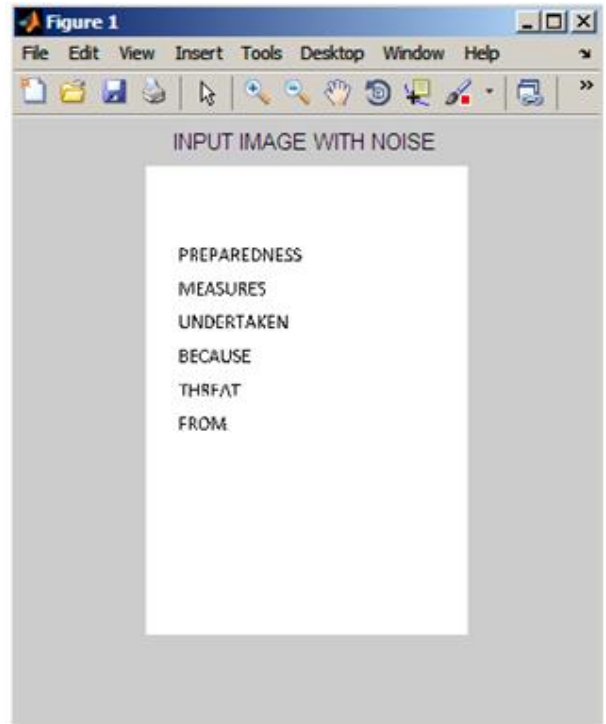 Figure 1
File Edit View Insert Tools Desktop Window Help
INPUT IMAGE WITH NOISE
PREPAREDNESS
MEASURES
UNDERTAKEN
BECAUSE
THREAT
FROM